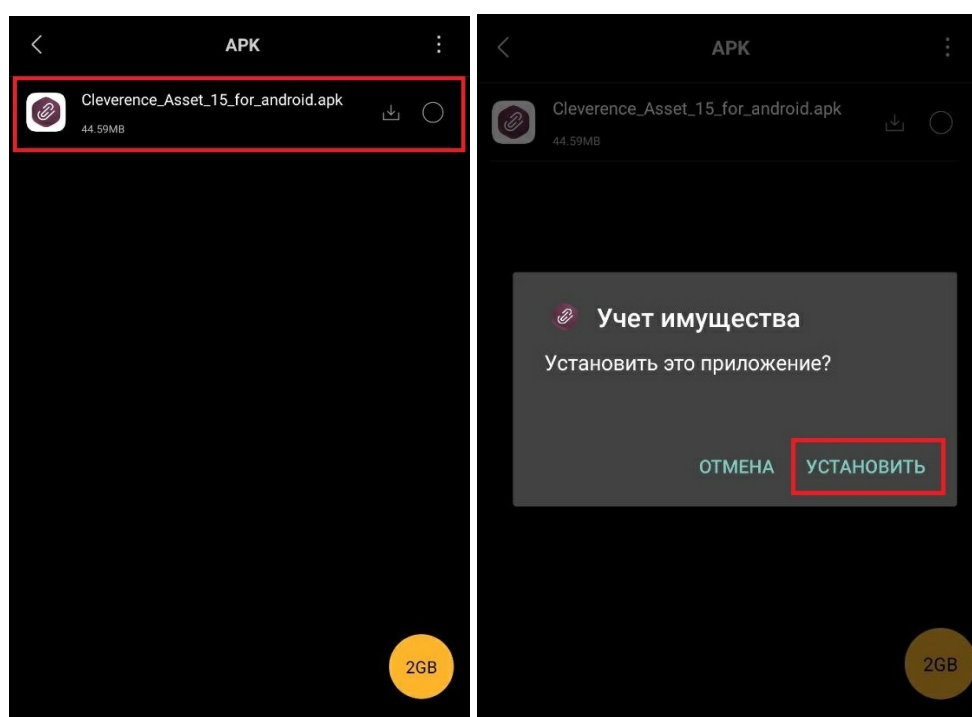 APK
Cleverence_Asset_15_for_android.apk
44.59MB
2GB
APK
Cleverence_Asset_15_for_android.apk
44.59MB
Учет имущества
Установить это приложение?
ОТМЕНА УСТАНОВИТЬ
2GB